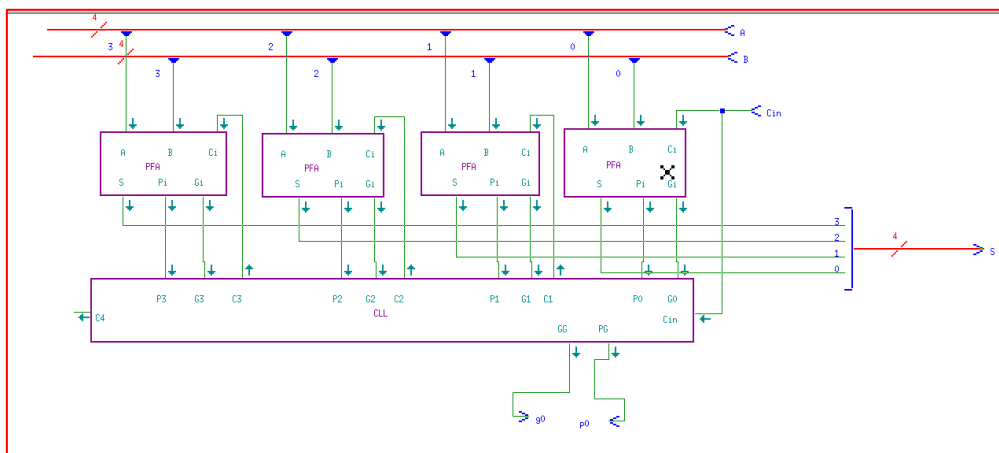 4
A
3 4 2 1 0
B
3 2 1 0
Cin
A B Ci A B Ci A B Ci A B Ci
PFA PFA PFA PFA
S Pi Gi S Pi Gi S Pi Gi S Pi Gi
3
2 4
1 S
0
P3 G3 C3 P2 G2 C2 P1 G1 C1 P0 G0
C4 CLL Cin
GG PG
g0 p0